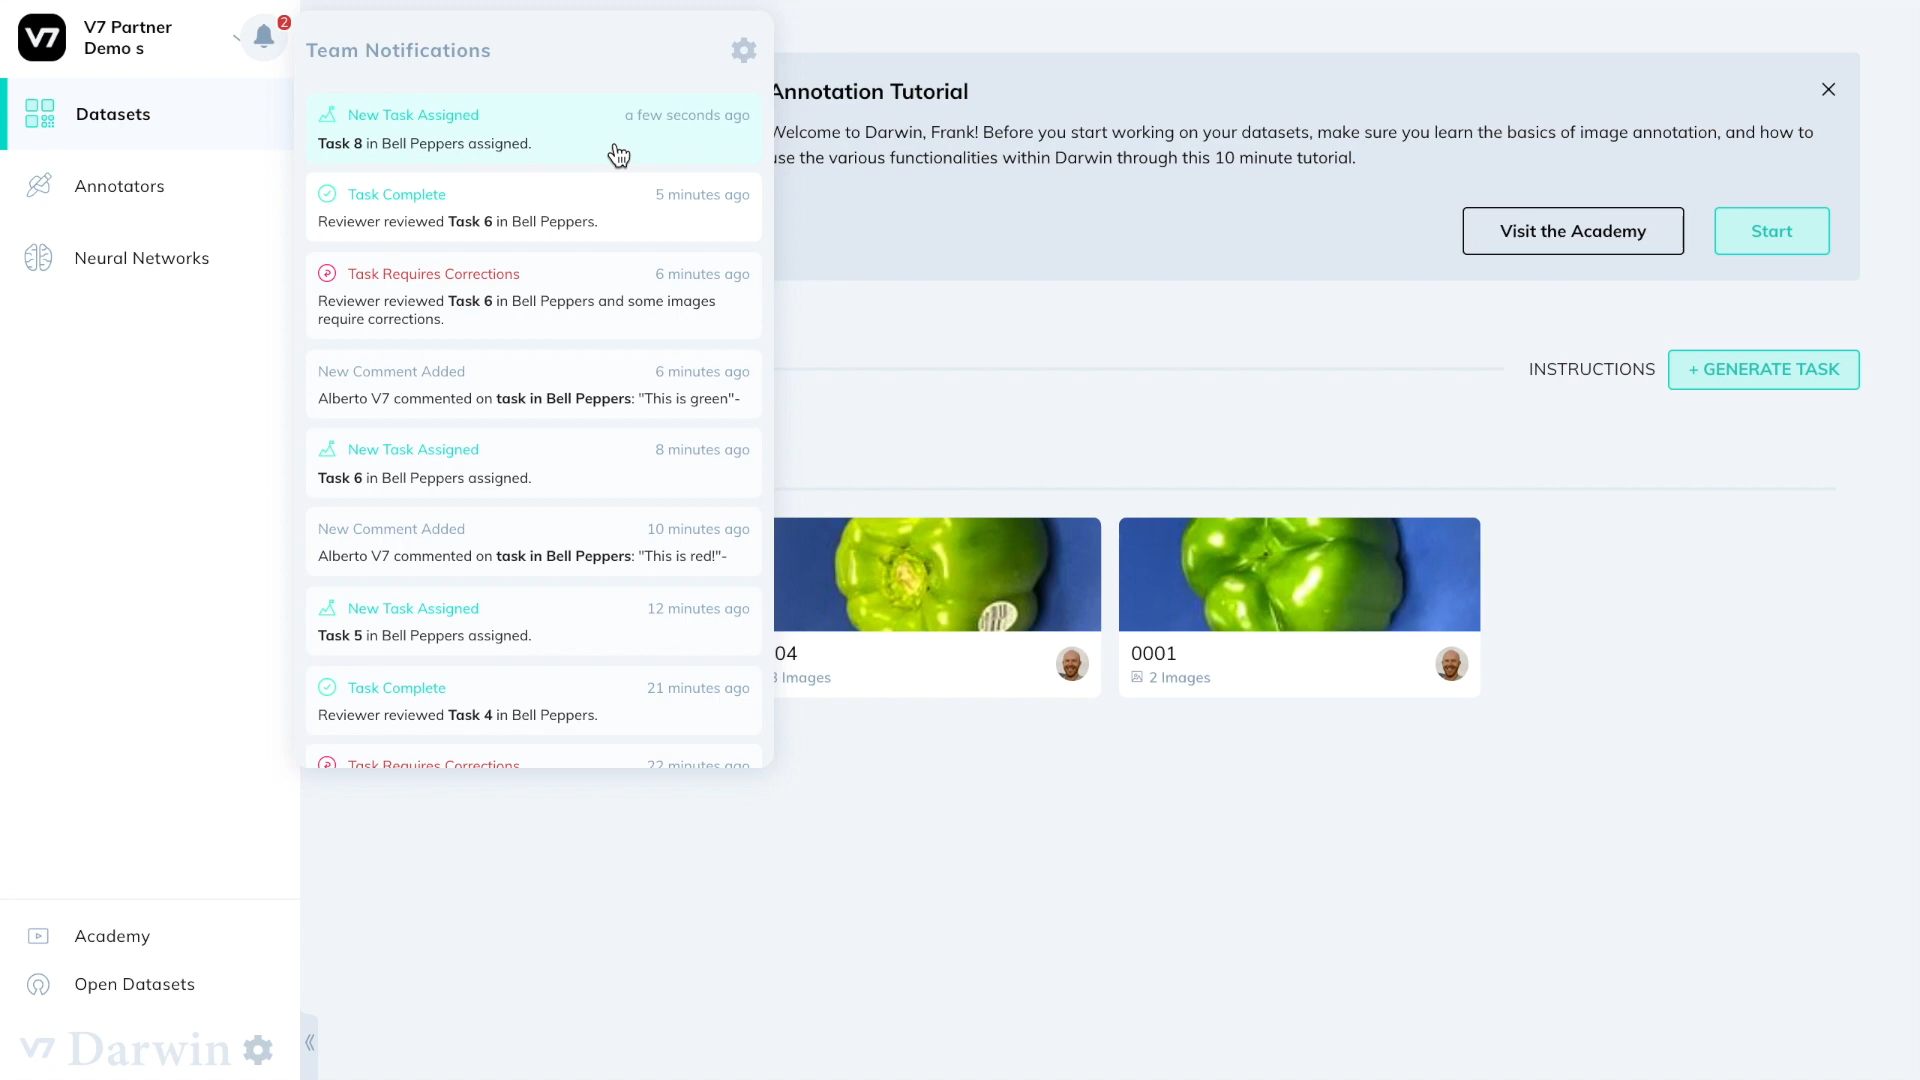 V7
V7 Partner
Demo s
2
Datasets
Annotators
Neural Networks
Academy
Open Datasets
V7 Darwin
Team Notifications
New Task Assigned
a few seconds ago
Task 8 in Bell Peppers assigned.
Task Complete
5 minutes ago
Reviewer reviewed Task 6 in Bell Peppers.
Task Requires Corrections
6 minutes ago
Reviewer reviewed Task 6 in Bell Peppers and some images
require corrections.
New Comment Added
6 minutes ago
Alberto V7 commented on task in Bell Peppers: "This is green"-
New Task Assigned
8 minutes ago
Task 6 in Bell Peppers assigned.
New Comment Added
10 minutes ago
Alberto V7 commented on task in Bell Peppers: "This is red!"-
New Task Assigned
12 minutes ago
Task 5 in Bell Peppers assigned.
Task Complete
21 minutes ago
Reviewer reviewed Task 4 in Bell Peppers.
Task Requires Corrections
22 minutes ago
Annotation Tutorial
Welcome to Darwin, Frank! Before you start working on your datasets, make sure you learn the basics of image annotation, and how to
use the various functionalities within Darwin through this 10 minute tutorial.
Visit the Academy
Start
INSTRUCTIONS
+ GENERATE TASK
04
3 Images
0001
2 Images